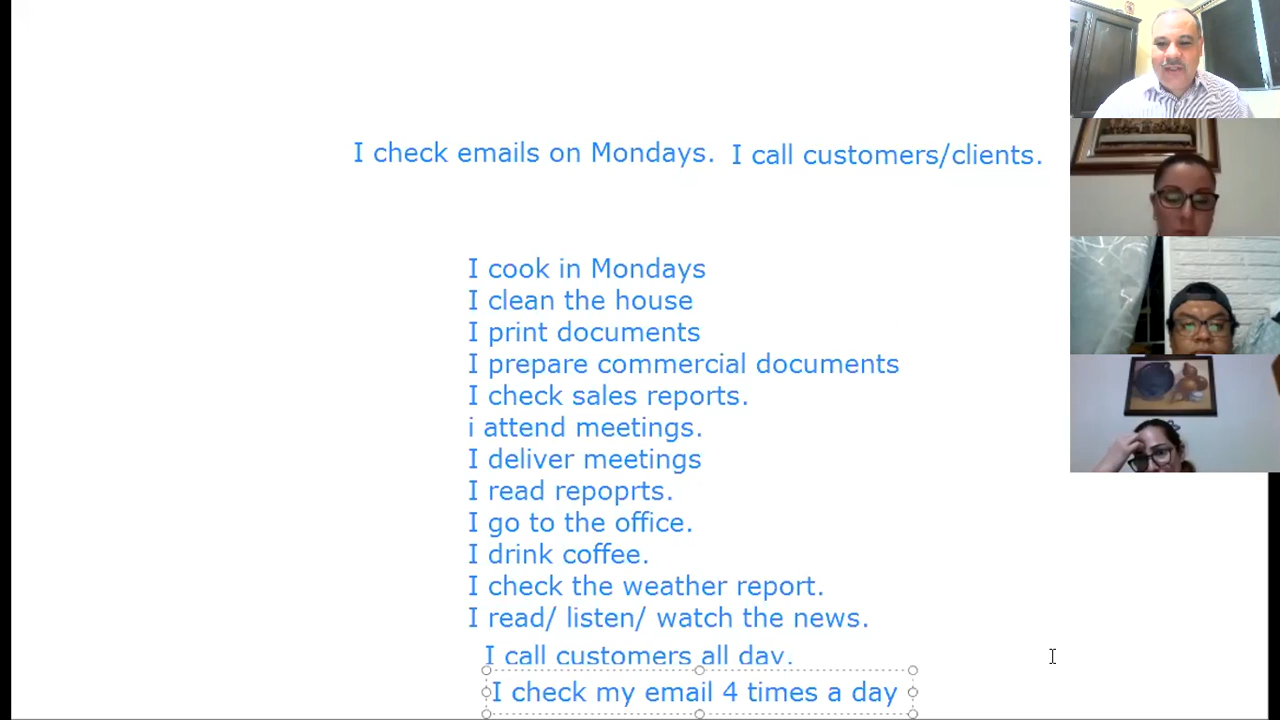 I check emails on Mondays. I call customers/clients.
I cook in Mondays
I clean the house
I print documents
I prepare commercial documents
I check sales reports.
i attend meetings.
I deliver meetings
I read repoprts.
I go to the office.
I drink coffee.
I check the weather report.
I read/ listen/ watch the news.
I call customers all day.
I check my email 4 times a day